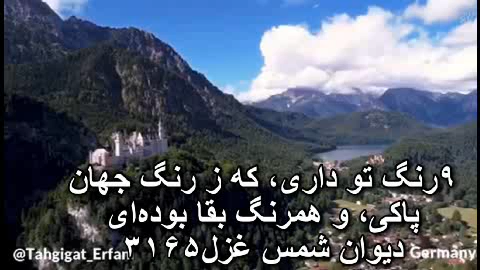 ۹رنگ تو داری، که ز رنگ جهان
پاکی، و همرنگ بقا بوده‌ای
دیوان شمس غزل۳۱۶۵
@Tahgigat_Erfan
Germany